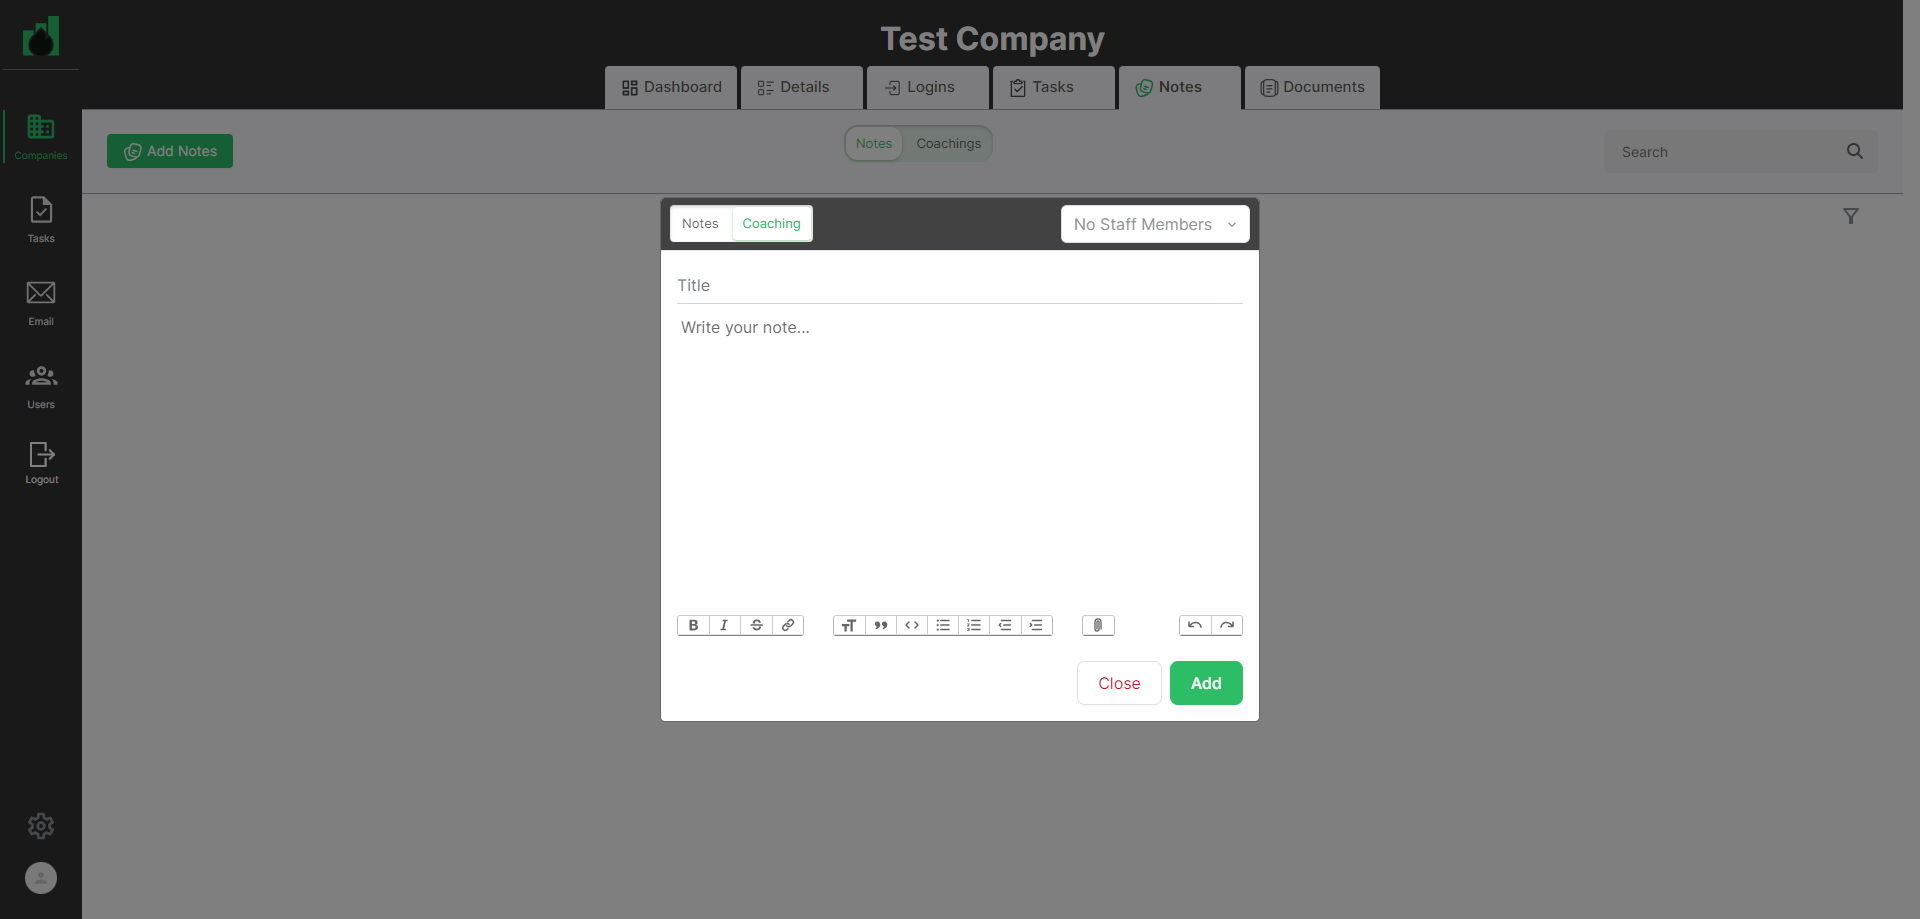 Test Company
Dashboard Details Logins Tasks Notes Documents
Companies
Tasks
Email
Users
Logout
Add Notes
Notes Coachings
Search
Notes Coaching
No Staff Members
Title
Write your note...
Close Add